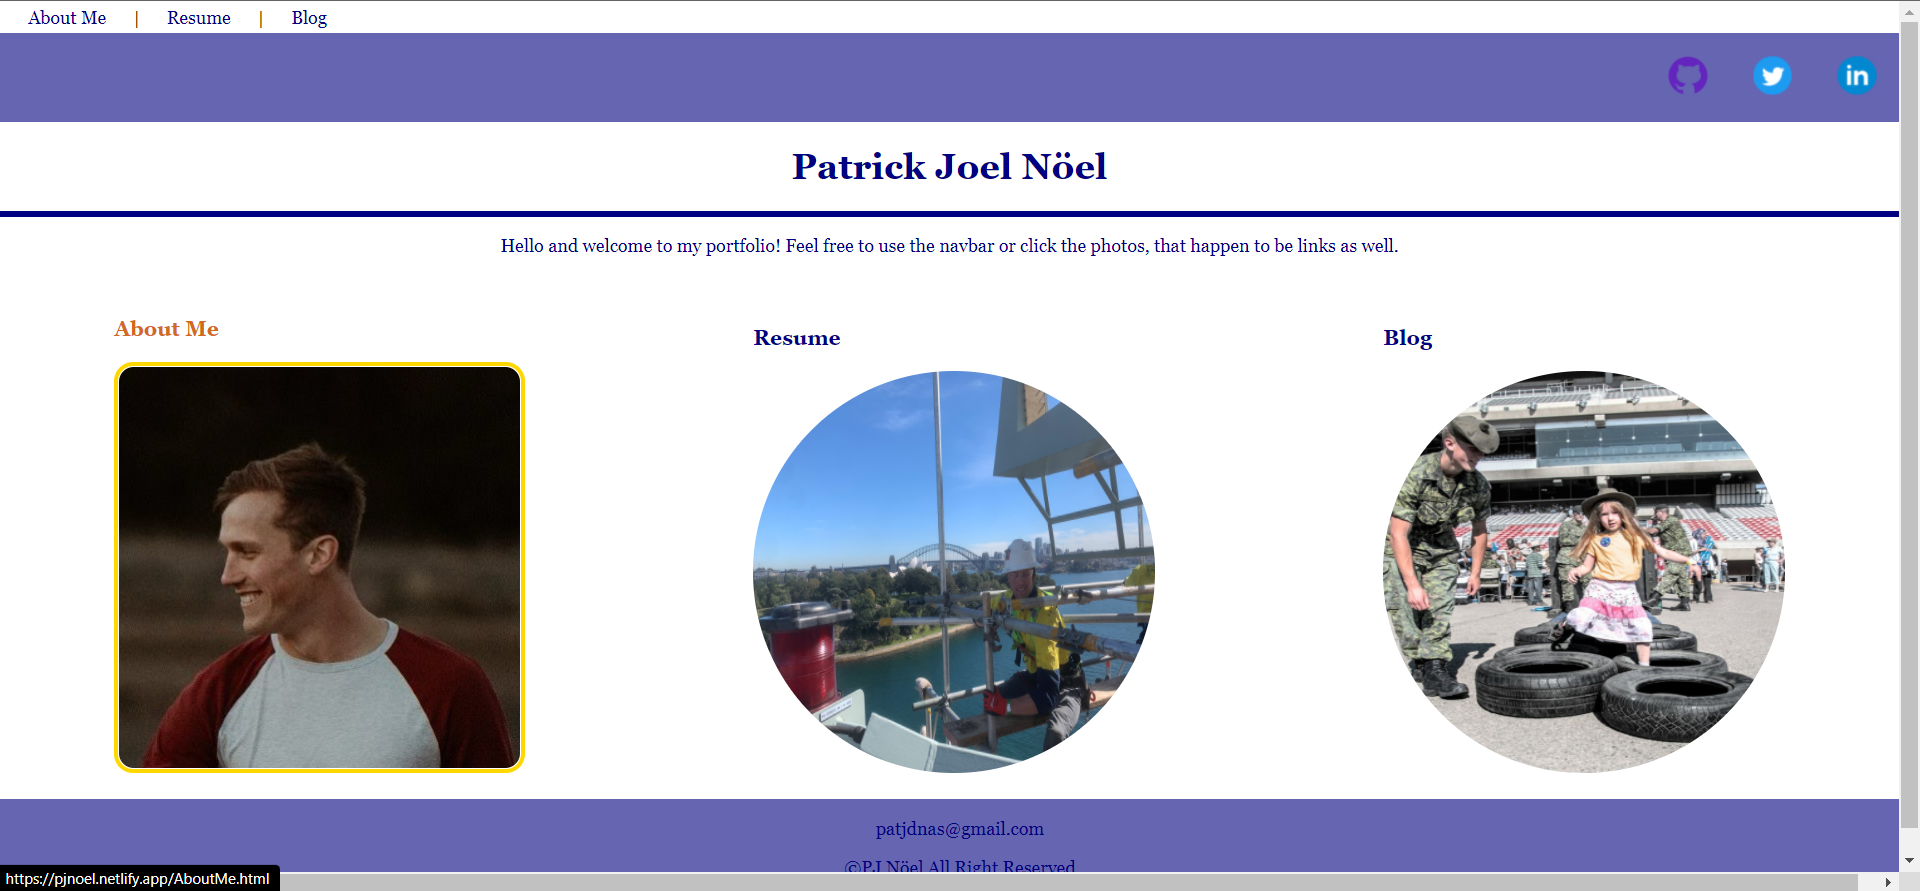 About Me | Resume | Blog
in
Patrick Joel Nöel
Hello and welcome to my portfolio! Feel free to use the navbar or click the photos, that happen to be links as well.
About Me
Resume
Blog
patjdnas@gmail.com
©PJ Nöel All Right Reserved
https://pjnoel.netlify.app/AboutMe.html